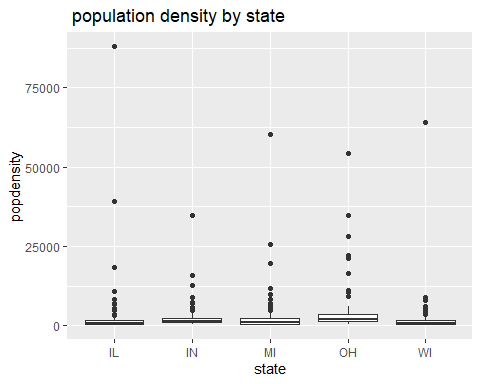 population density by state
popdensity
75000
50000
25000
0
IL IN MI OH WI
state